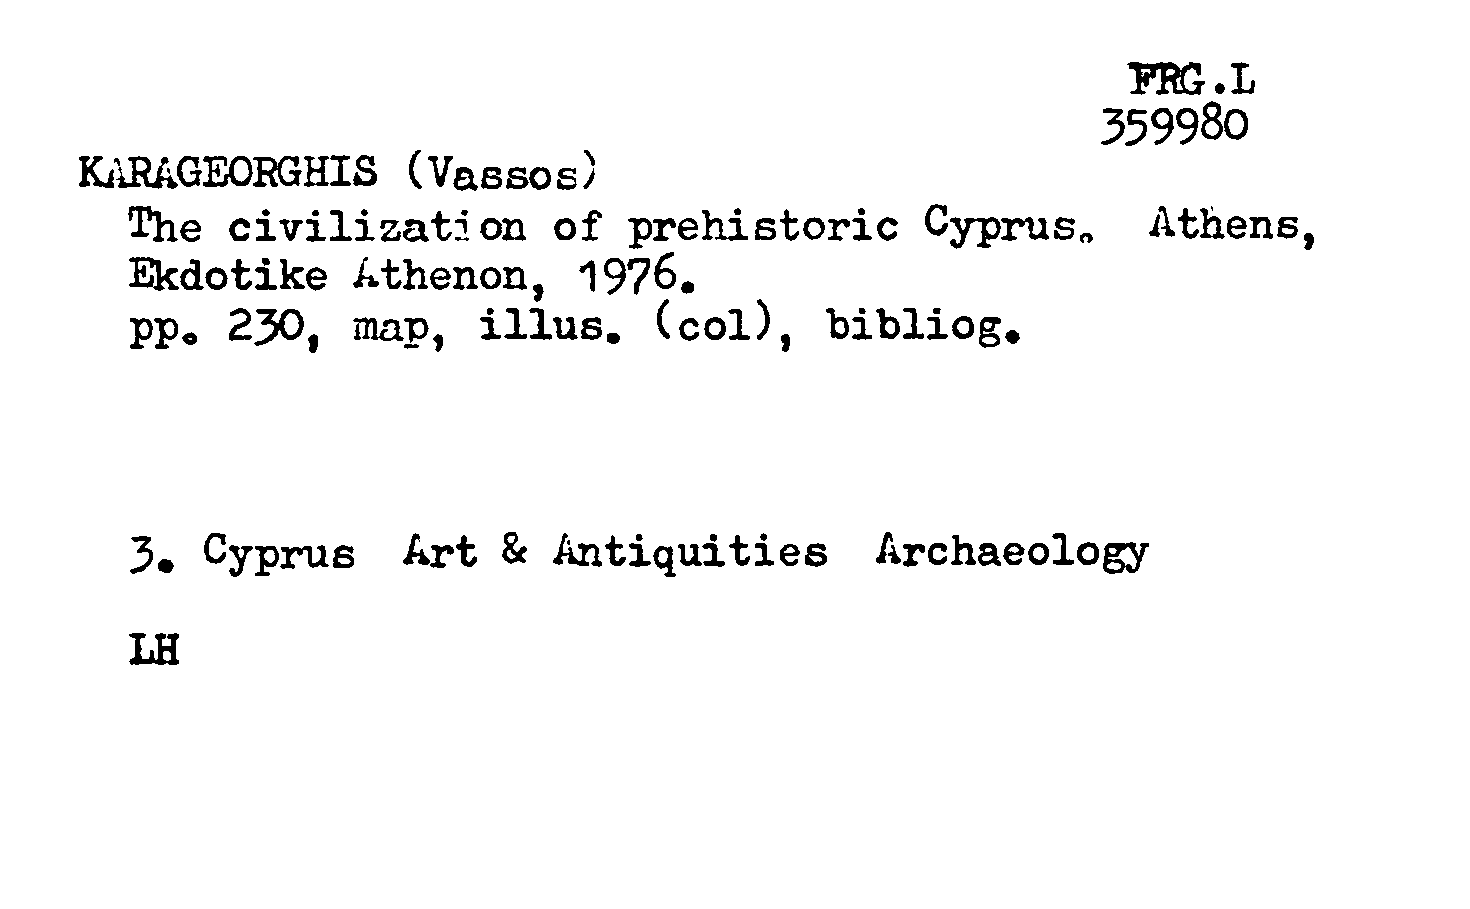 FRG.L
359980
KARAGEORGHIS (Vassos)
The civilization of prehistoric Cyprus. Athens,
Ekdotike Athenon, 1976.
pp. 230, map, illus. (col), bibliog.
3. Cyprus Art & Antiquities Archaeology
LH